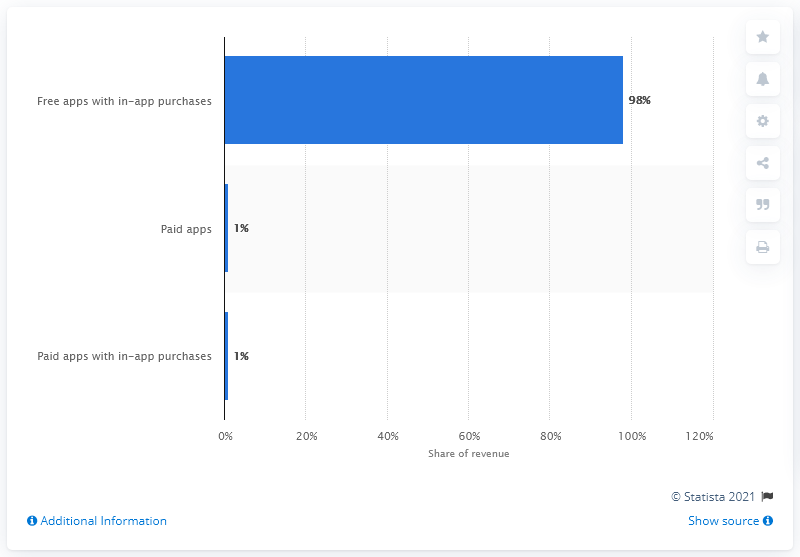 Free apps with in-app purchases
98%
Paid apps
1%
Paid apps with in-app purchases
1%
0% 20% 40% 60% 80% 100% 120%
Share of revenue
© Statista 2021
Additional Information
Show source